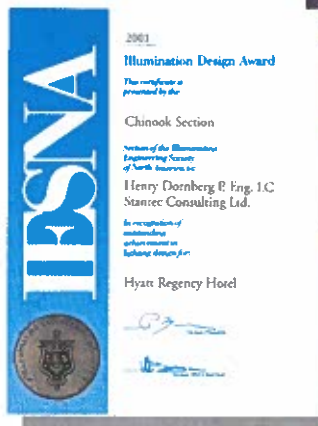 IESNA
2001
Illumination Design Award
This certificate is
presented by the
Chinook Section
Section of the Illuminating
Engineering Society
of North America
Henry Dornberg P. Eng. LC
Stantec Consulting Ltd.
In recognition of
outstanding
achievement in
lighting design for:
Hyatt Regency Hotel